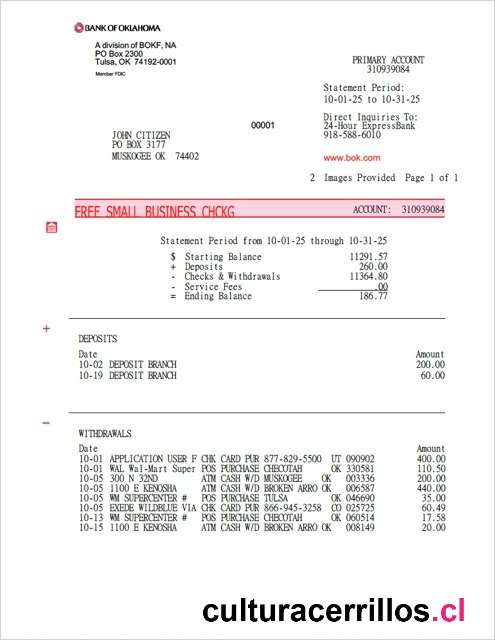 BANK OF OKLAHOMA
A division of BOKF, NA
PO Box 2300
Tulsa, OK  74192-0001
Member FDIC
PRIMARY ACCOUNT
310939084
Statement Period:
10-01-25 to 10-31-25
Direct Inquiries To:
24-Hour ExpressBank
918-588-6010
www.bok.com
00001
JOHN CITIZEN
PO BOX 3177
MUSKOGEE OK  74402
2  Images Provided  Page 1 of 1
FREE SMALL BUSINESS CHCKG ACCOUNT: 310939084
Statement Period from 10-01-25 through 10-31-25
$ Starting Balance 11291.57
+ Deposits 260.00
- Checks & Withdrawals 11364.80
- Service Fees .00
= Ending Balance 186.77
+
DEPOSITS
Date Amount
10-02 DEPOSIT BRANCH 200.00
10-19 DEPOSIT BRANCH 60.00
-
WITHDRAWALS
Date Amount
10-01 APPLICATION USER F CHK CARD PUR 877-829-5500 UT 090902 400.00
10-01 WAL Wal-Mart Super POS PURCHASE CHECOTAH OK 330581 110.50
10-05 300 N 32ND ATM CASH W/D MUSKOGEE OK 003336 200.00
10-05 1100 E KENOSHA ATM CASH W/D BROKEN ARRO OK 006587 440.00
10-05 WM SUPERCENTER # POS PURCHASE TULSA OK 046690 35.00
10-05 EXEDE WILDBLUE VIA CHK CARD PUR 866-945-3258 CO 025725 60.49
10-13 WM SUPERCENTER # POS PURCHASE CHECOTAH OK 060514 17.58
10-15 1100 E KENOSHA ATM CASH W/D BROKEN ARRO OK 008149 20.00
culturacerrillos.cl